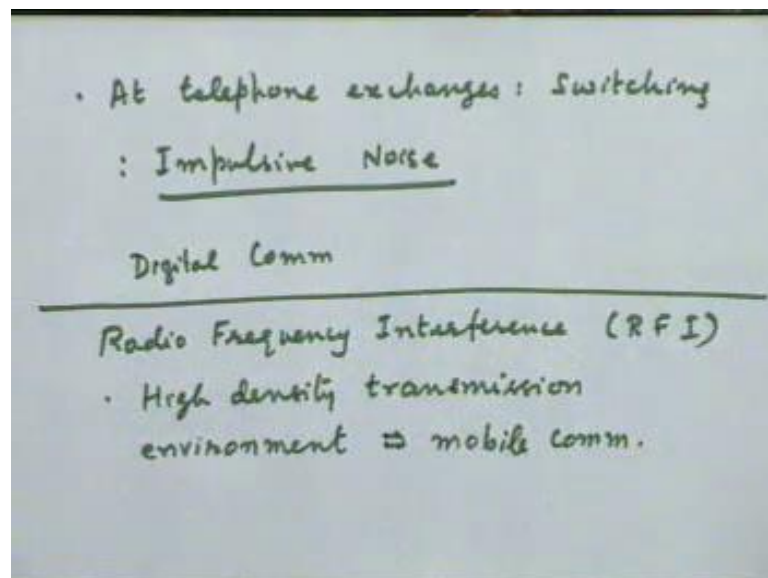 · At telephone exchanges : Switching
: Impulsive Noise
Digital Comm
Radio Frequency Interference (RFI)
· High density transmission
environment ⇒ mobile comm.